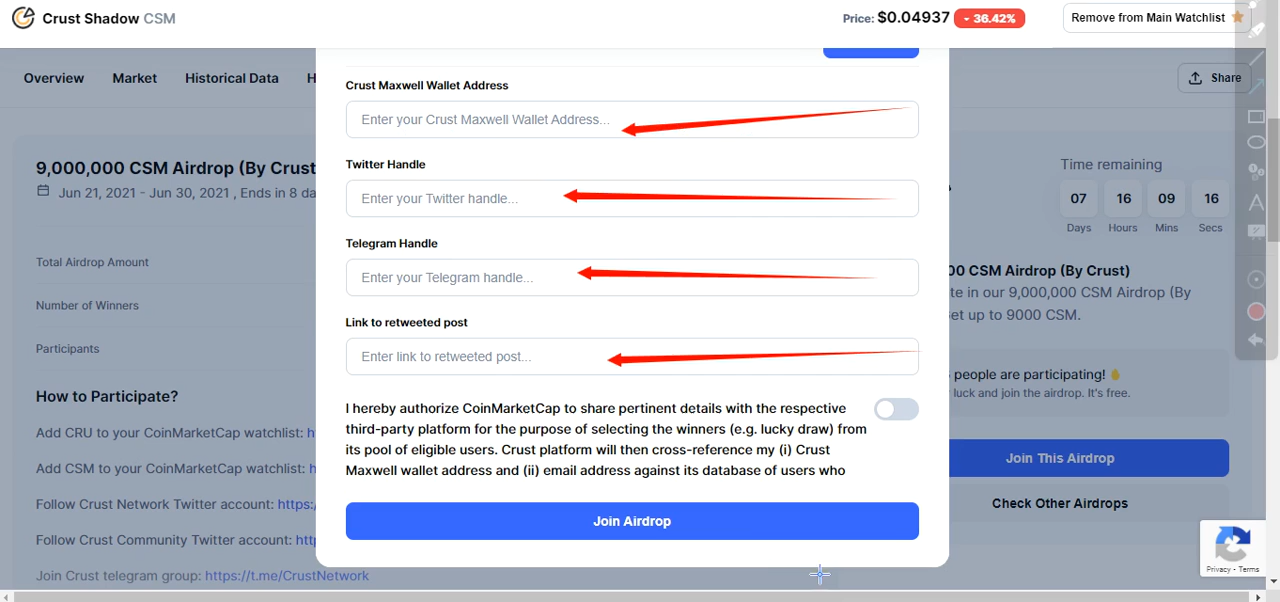 Crust Shadow CSM
Price: $0.04937 - 36.42%
Remove from Main Watchlist
Overview Market Historical Data H
Share
Crust Maxwell Wallet Address
Enter your Crust Maxwell Wallet Address...
Twitter Handle
Enter your Twitter handle...
Telegram Handle
Enter your Telegram handle...
Link to retweeted post
Enter link to retweeted post...
I hereby authorize CoinMarketCap to share pertinent details with the respective
third-party platform for the purpose of selecting the winners (e.g. lucky draw) from
its pool of eligible users. Crust platform will then cross-reference my (i) Crust
Maxwell wallet address and (ii) email address against its database of users who
Join Airdrop
9,000,000 CSM Airdrop (By Crust
Jun 21, 2021 - Jun 30, 2021 , Ends in 8 da
Total Airdrop Amount
Number of Winners
Participants
How to Participate?
Add CRU to your CoinMarketCap watchlist: h
Add CSM to your CoinMarketCap watchlist: h
Follow Crust Network Twitter account: https:/
Follow Crust Community Twitter account: http
Join Crust telegram group: https://t.me/CrustNetwork
Time remaining
07 16 09 16
Days Hours Mins Secs
00 CSM Airdrop (By Crust)
te in our 9,000,000 CSM Airdrop (By
et up to 9000 CSM.
people are participating!
luck and join the airdrop. It's free.
Join This Airdrop
Check Other Airdrops
Privacy - Terms